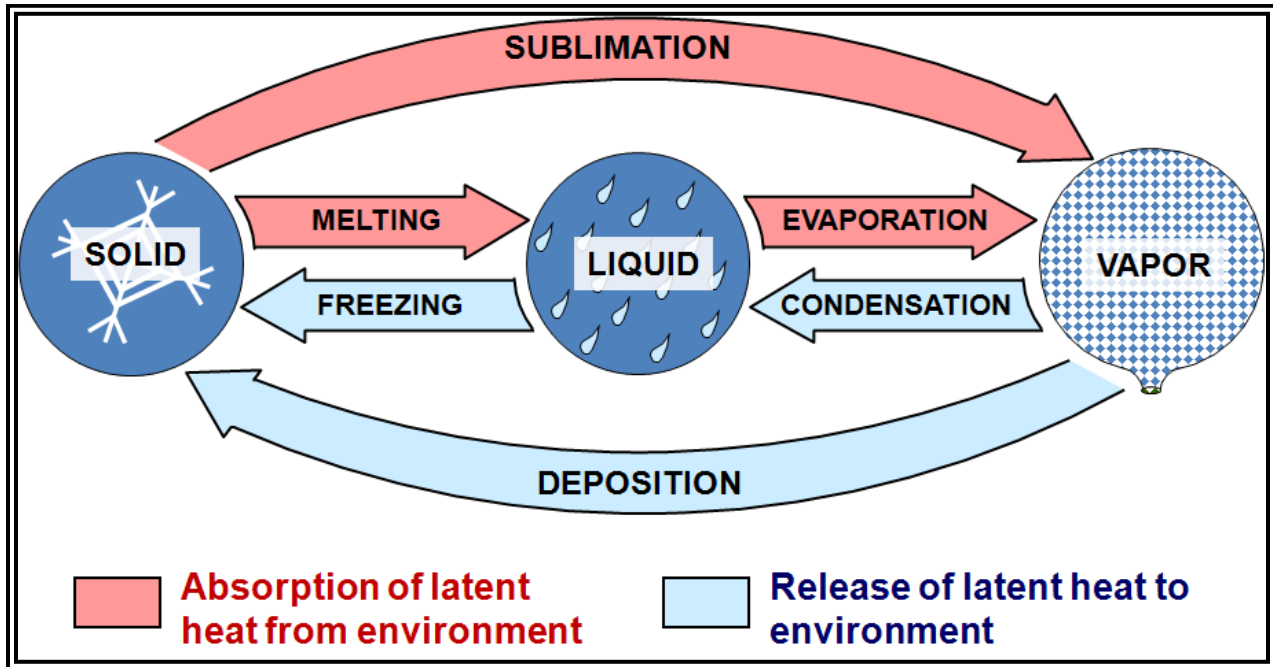 SUBLIMATION
MELTING
EVAPORATION
SOLID
LIQUID
VAPOR
FREEZING
CONDENSATION
DEPOSITION
Absorption of latent
heat from environment
Release of latent heat to
environment